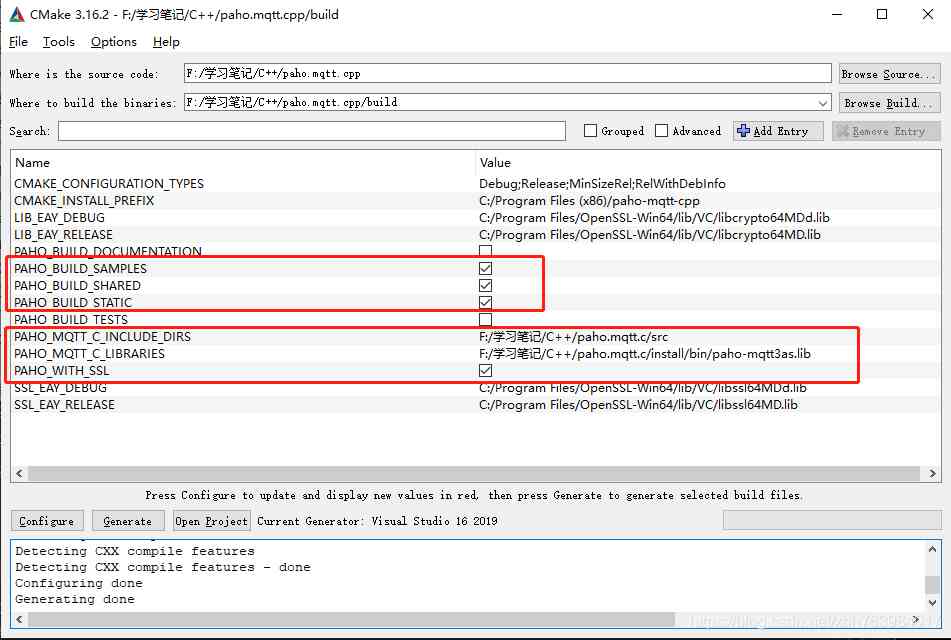 CMake 3.16.2 - F:/学习笔记/C++/paho.mqtt.cpp/build
File Tools Options Help
Where is the source code: F:/学习笔记/C++/paho.mqtt.cpp Browse Source...
Where to build the binaries: F:/学习笔记/C++/paho.mqtt.cpp/build Browse Build...
Search: Grouped Advanced Add Entry Remove Entry
Name Value
CMAKE_CONFIGURATION_TYPES Debug;Release;MinSizeRel;RelWithDebInfo
CMAKE_INSTALL_PREFIX C:/Program Files (x86)/paho-mqtt-cpp
LIB_EAY_DEBUG C:/Program Files/OpenSSL-Win64/lib/VC/libcrypto64MDd.lib
LIB_EAY_RELEASE C:/Program Files/OpenSSL-Win64/lib/VC/libcrypto64MD.lib
PAHO_BUILD_DOCUMENTATION
PAHO_BUILD_SAMPLES
PAHO_BUILD_SHARED
PAHO_BUILD_STATIC
PAHO_BUILD_TESTS
PAHO_MQTT_C_INCLUDE_DIRS F:/学习笔记/C++/paho.mqtt.c/src
PAHO_MQTT_C_LIBRARIES F:/学习笔记/C++/paho.mqtt.c/install/bin/paho-mqtt3as.lib
PAHO_WITH_SSL
SSL_EAY_DEBUG C:/Program Files/OpenSSL-Win64/lib/VC/libssl64MDd.lib
SSL_EAY_RELEASE C:/Program Files/OpenSSL-Win64/lib/VC/libssl64MD.lib
Press Configure to update and display new values in red, then press Generate to generate selected build files.
Configure Generate Open Project Current Generator: Visual Studio 16 2019
Detecting CXX compile features
Detecting CXX compile features - done
Configuring done
Generating done